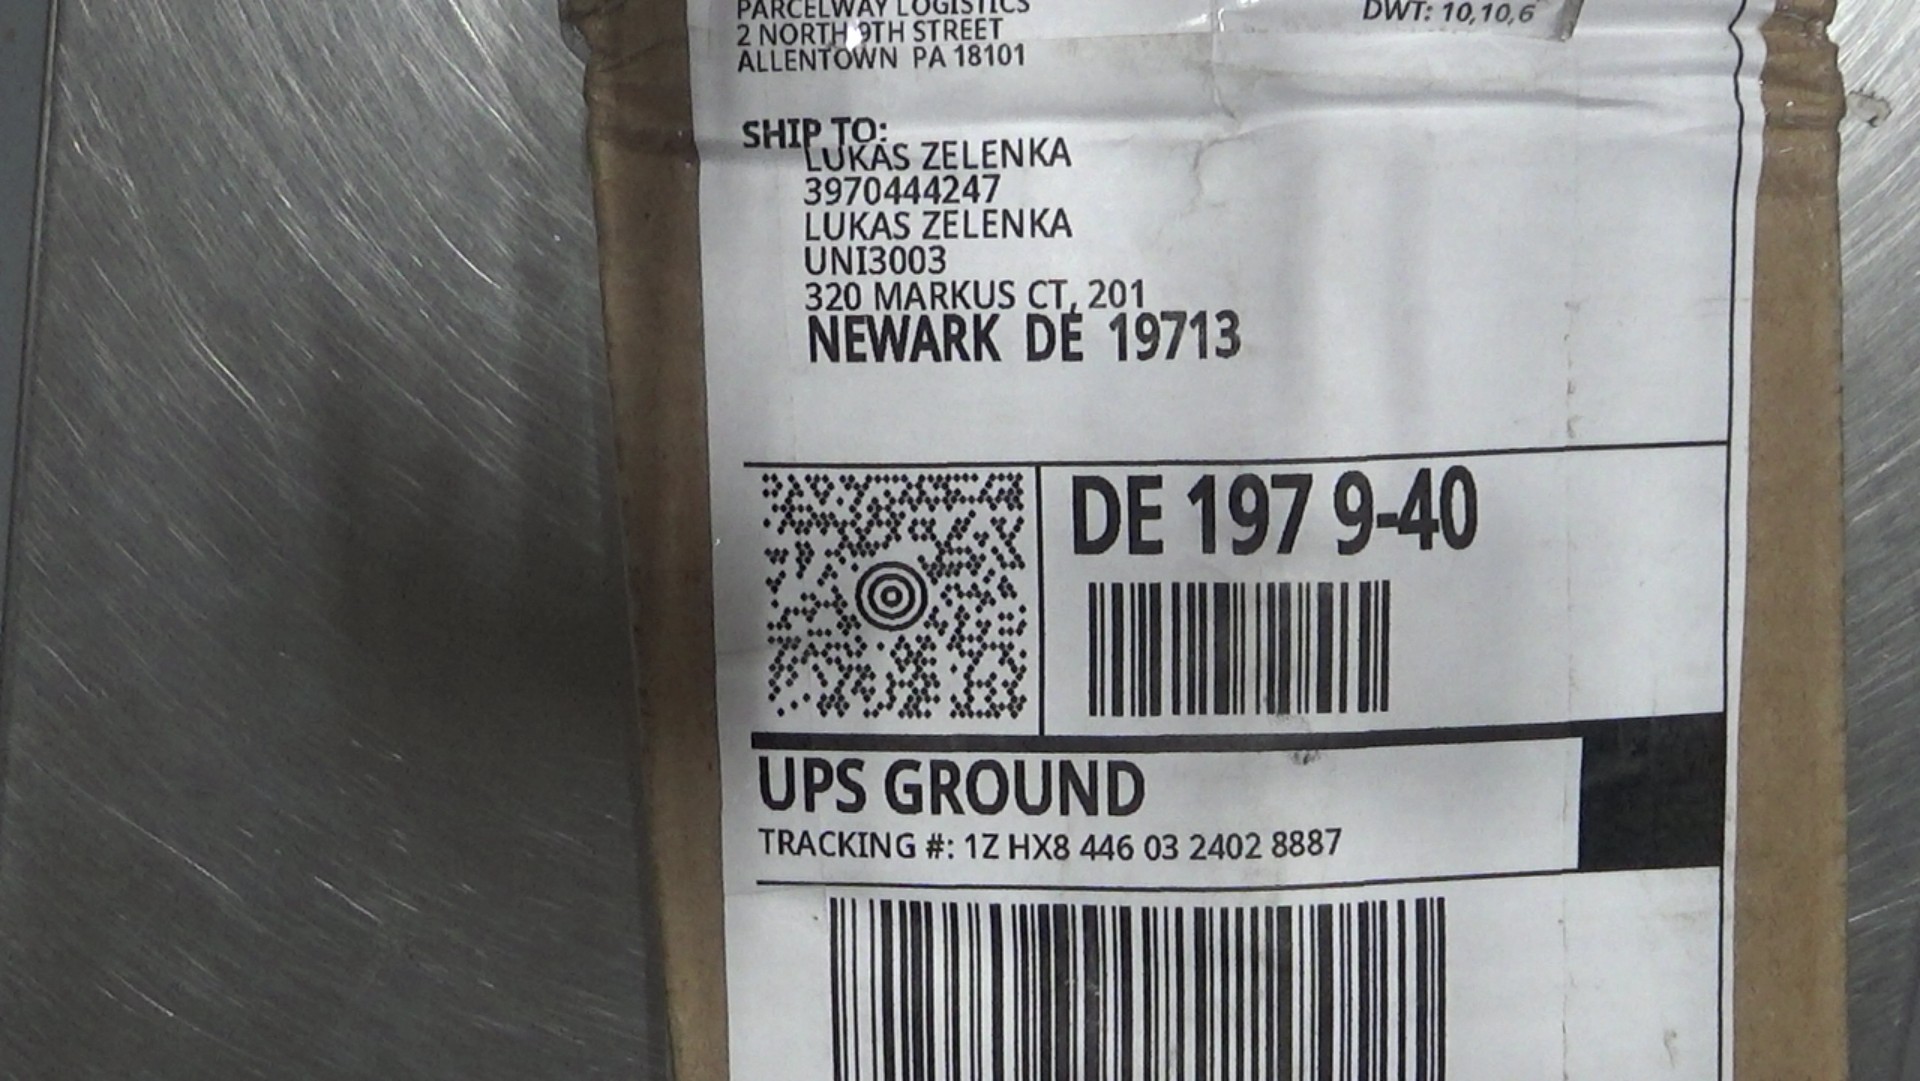 PARCELWAY LOGISTICS
2 NORTH 9TH STREET
ALLENTOWN PA 18101
DWT: 10,10,6
SHIP TO:
LUKAS ZELENKA
3970444247
LUKAS ZELENKA
UNI3003
320 MARKUS CT, 201
NEWARK DE 19713
DE 197 9-40
UPS GROUND
TRACKING #: 1Z HX8 446 03 2402 8887